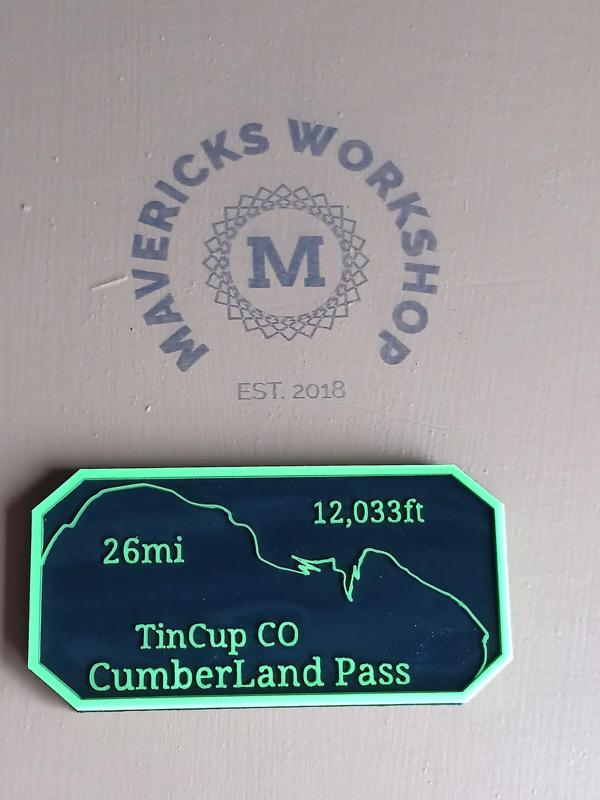 MAVERICKS WORKSHOP
M
EST. 2018
12,033ft
26mi
TinCup CO
CumberLand Pass